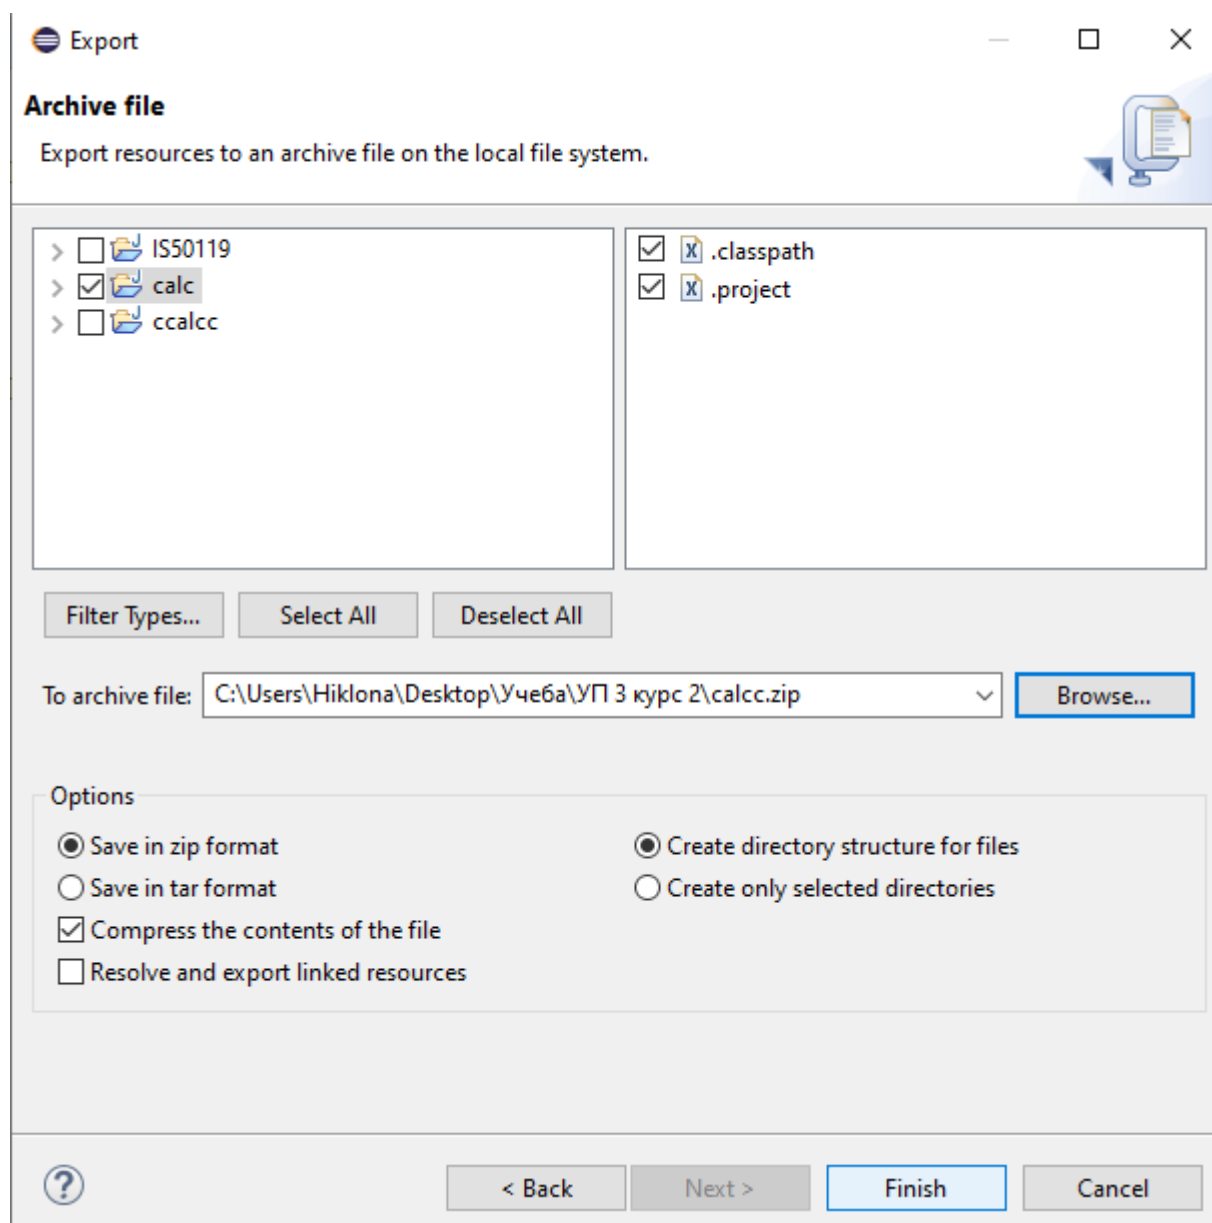 Export
Archive file
Export resources to an archive file on the local file system.
IS50119
calc
ccalcc
.classpath
.project
Filter Types...
Select All
Deselect All
To archive file:
C:\Users\Hiklona\Desktop\Учеба\УП 3 курс 2\calcc.zip
Browse...
Options
Save in zip format
Create directory structure for files
Save in tar format
Create only selected directories
Compress the contents of the file
Resolve and export linked resources
?
< Back
Next >
Finish
Cancel